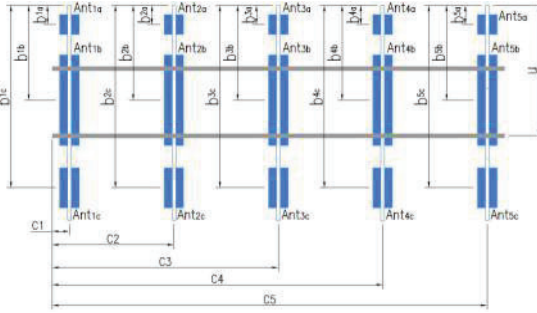 Ant1a Ant2a Ant3a Ant4a Ant5a
b1a b2a b3a b4a b5a
Ant1b Ant2b Ant3b Ant4b Ant5b
b1b b2b b3b b4b b5b
b1c b2c b3c b4c b5c
Ant1c Ant2c Ant3c Ant4c Ant5c
C1
C2
C3
C4
C5